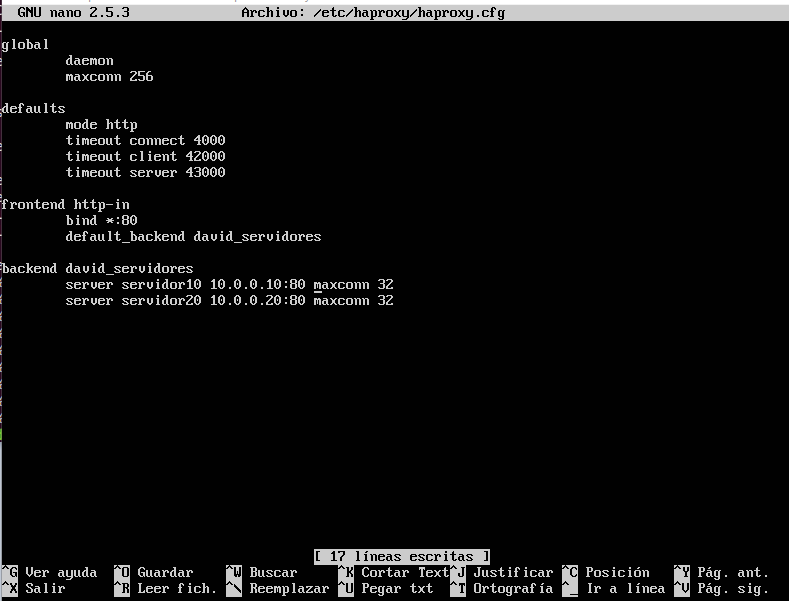 GNU nano 2.5.3 Archivo: /etc/haproxy/haproxy.cfg
global
daemon
maxconn 256
defaults
mode http
timeout connect 4000
timeout client 42000
timeout server 43000
frontend http-in
bind *:80
default_backend david_servidores
backend david_servidores
server servidor10 10.0.0.10:80 maxconn 32
server servidor20 10.0.0.20:80 maxconn 32
[ 17 líneas escritas ]
^G Ver ayuda ^O Guardar ^W Buscar ^K Cortar Text ^J Justificar ^C Posición ^Y Pág. ant.
^X Salir ^R Leer fich. ^\ Reemplazar ^U Pegar txt ^T Ortografía ^_ Ir a línea ^V Pág. sig.